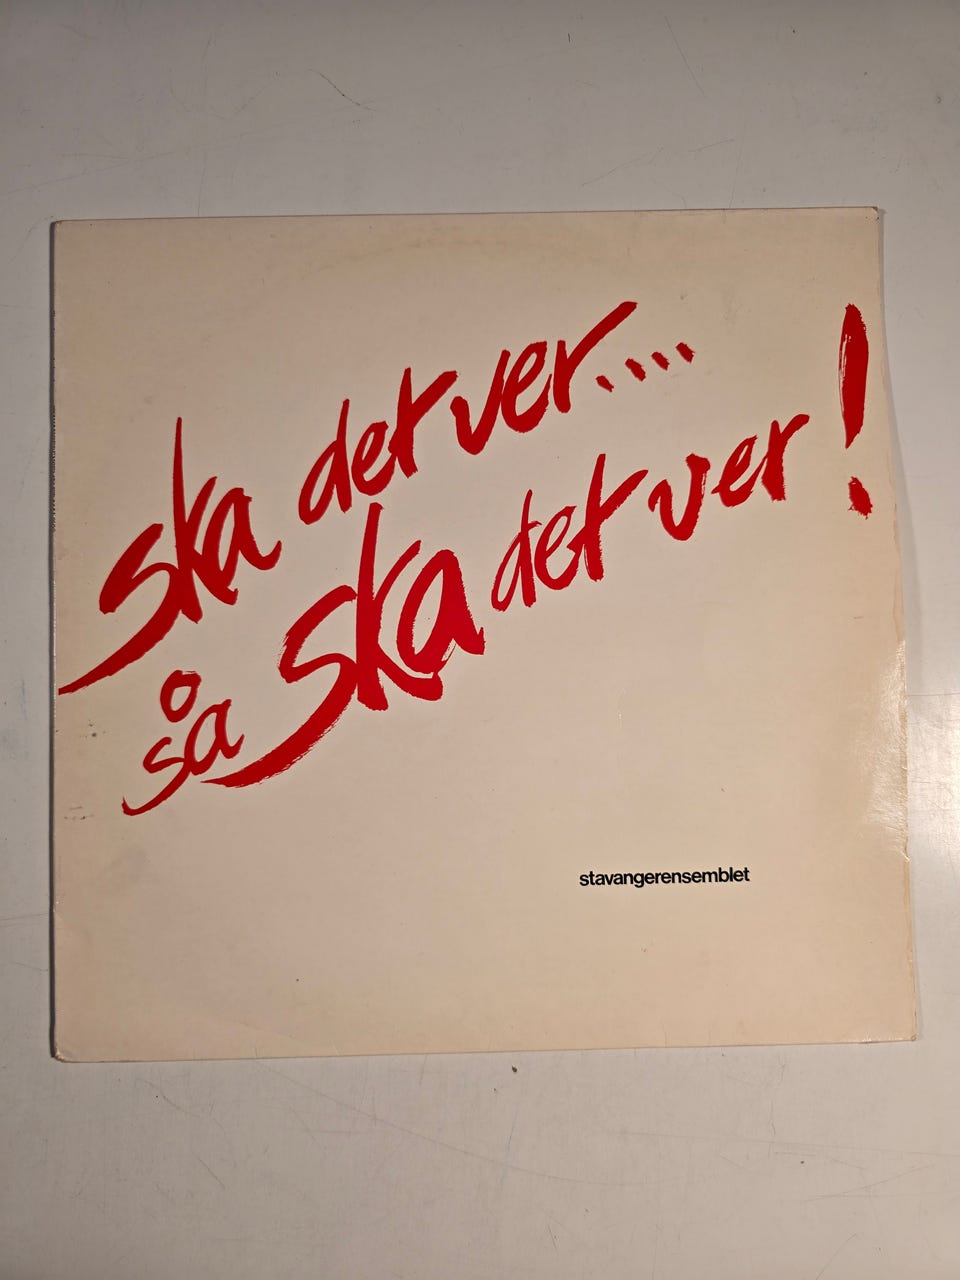 ska det ver....
så ska det ver!
stavangerensemblet